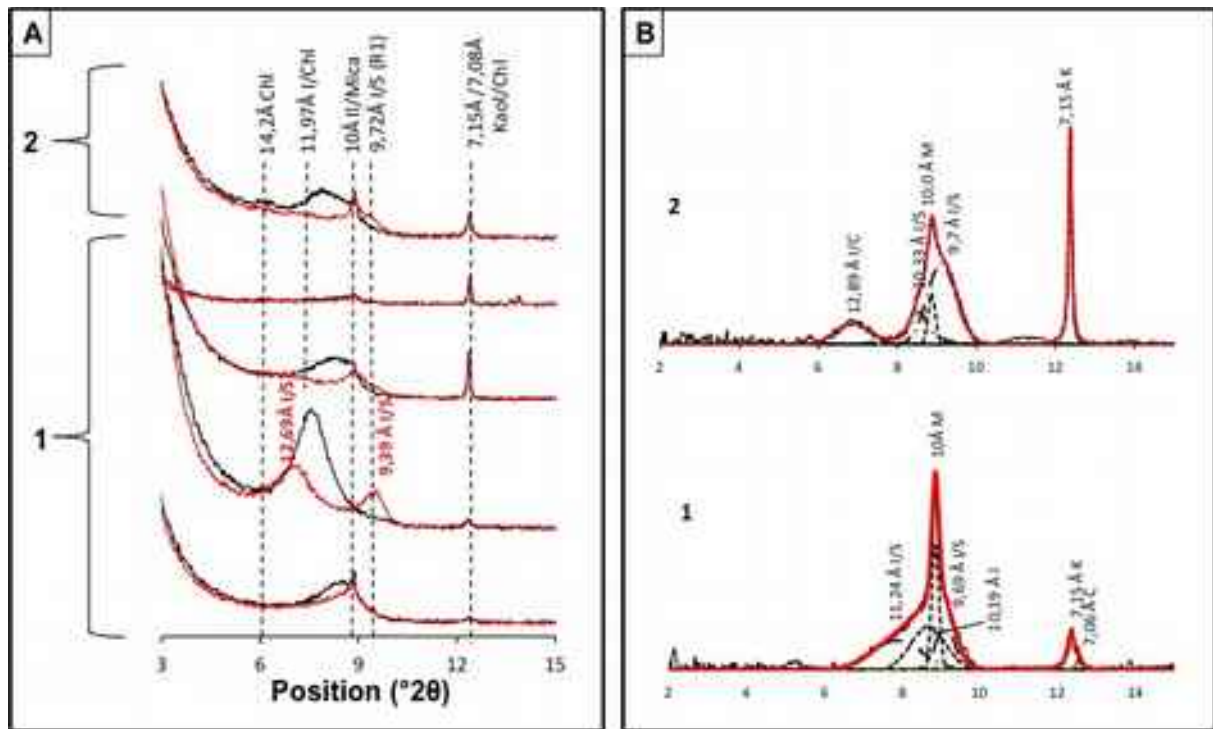 A
2
1
14,2Å Chl
11,97Å I/Chl
10Å Il/Mica
9,72Å I/S (R1)
7,15Å / 7,08Å
Kaol/Chl
12,69Å I/S
9,39 Å I/S
3
6
9
12
15
Position (°2θ)
B
2
12,89 Å I/C
10,33 Å I/S
10,0 Å M
9,7 Å I/S
7,15 Å K
2
4
6
8
10
12
14
1
11,24 Å I/S
10Å M
9,69 Å I/S
10,19 Å I
7,15 Å K
7,06 Å C
2
4
6
8
10
12
14